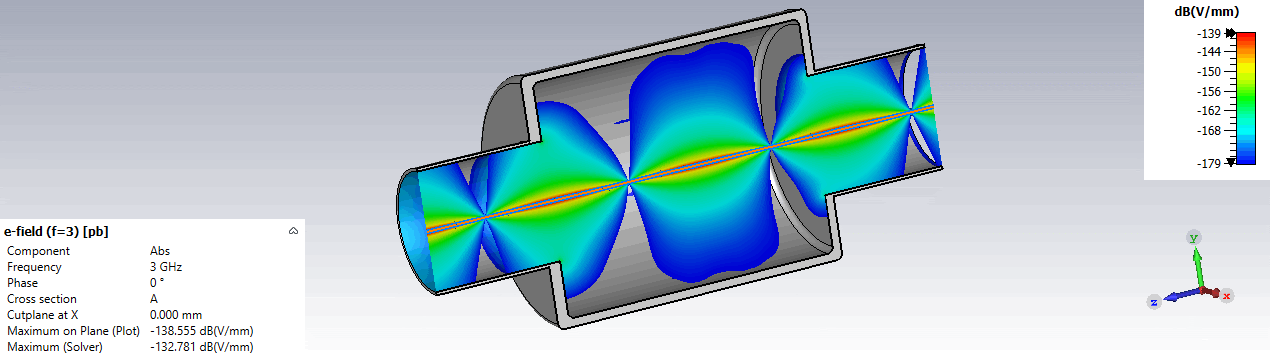 dB(V/mm)
-139
-144
-150
-156
-162
-168
-179
e-field (f=3) [pb]
Component Abs
Frequency 3 GHz
Phase 0 °
Cross section A
Cutplane at X 0.000 mm
Maximum on Plane (Plot) -138.555 dB(V/mm)
Maximum (Solver) -132.781 dB(V/mm)
y
z
x